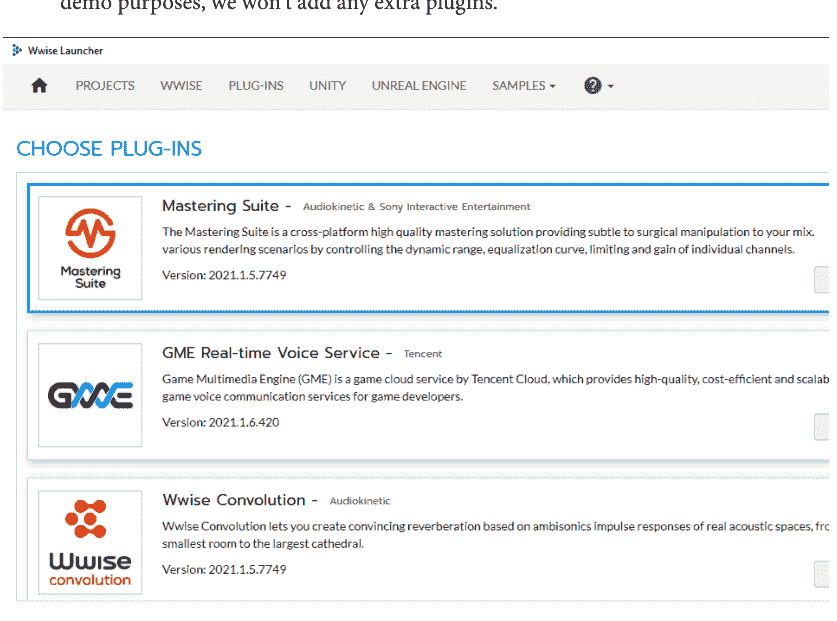 demo purposes, we won't add any extra plugins.
Wwise Launcher
PROJECTS WWISE PLUG-INS UNITY UNREAL ENGINE SAMPLES ?
CHOOSE PLUG-INS
Mastering Suite - Audiokinetic & Sony Interactive Entertainment
The Mastering Suite is a cross-platform high quality mastering solution providing subtle to surgical manipulation to your mix.
various rendering scenarios by controlling the dynamic range, equalization curve, limiting and gain of individual channels.
Version: 2021.1.5.7749
Mastering
Suite
GME Real-time Voice Service - Tencent
Game Multimedia Engine (GME) is a game cloud service by Tencent Cloud, which provides high-quality, cost-efficient and scalab
game voice communication services for game developers.
Version: 2021.1.6.420
GME
Wwise Convolution - Audiokinetic
Wwise Convolution lets you create convincing reverberation based on ambisonics impulse responses of real acoustic spaces, fro
smallest room to the largest cathedral.
Version: 2021.1.5.7749
Wwise
convolution